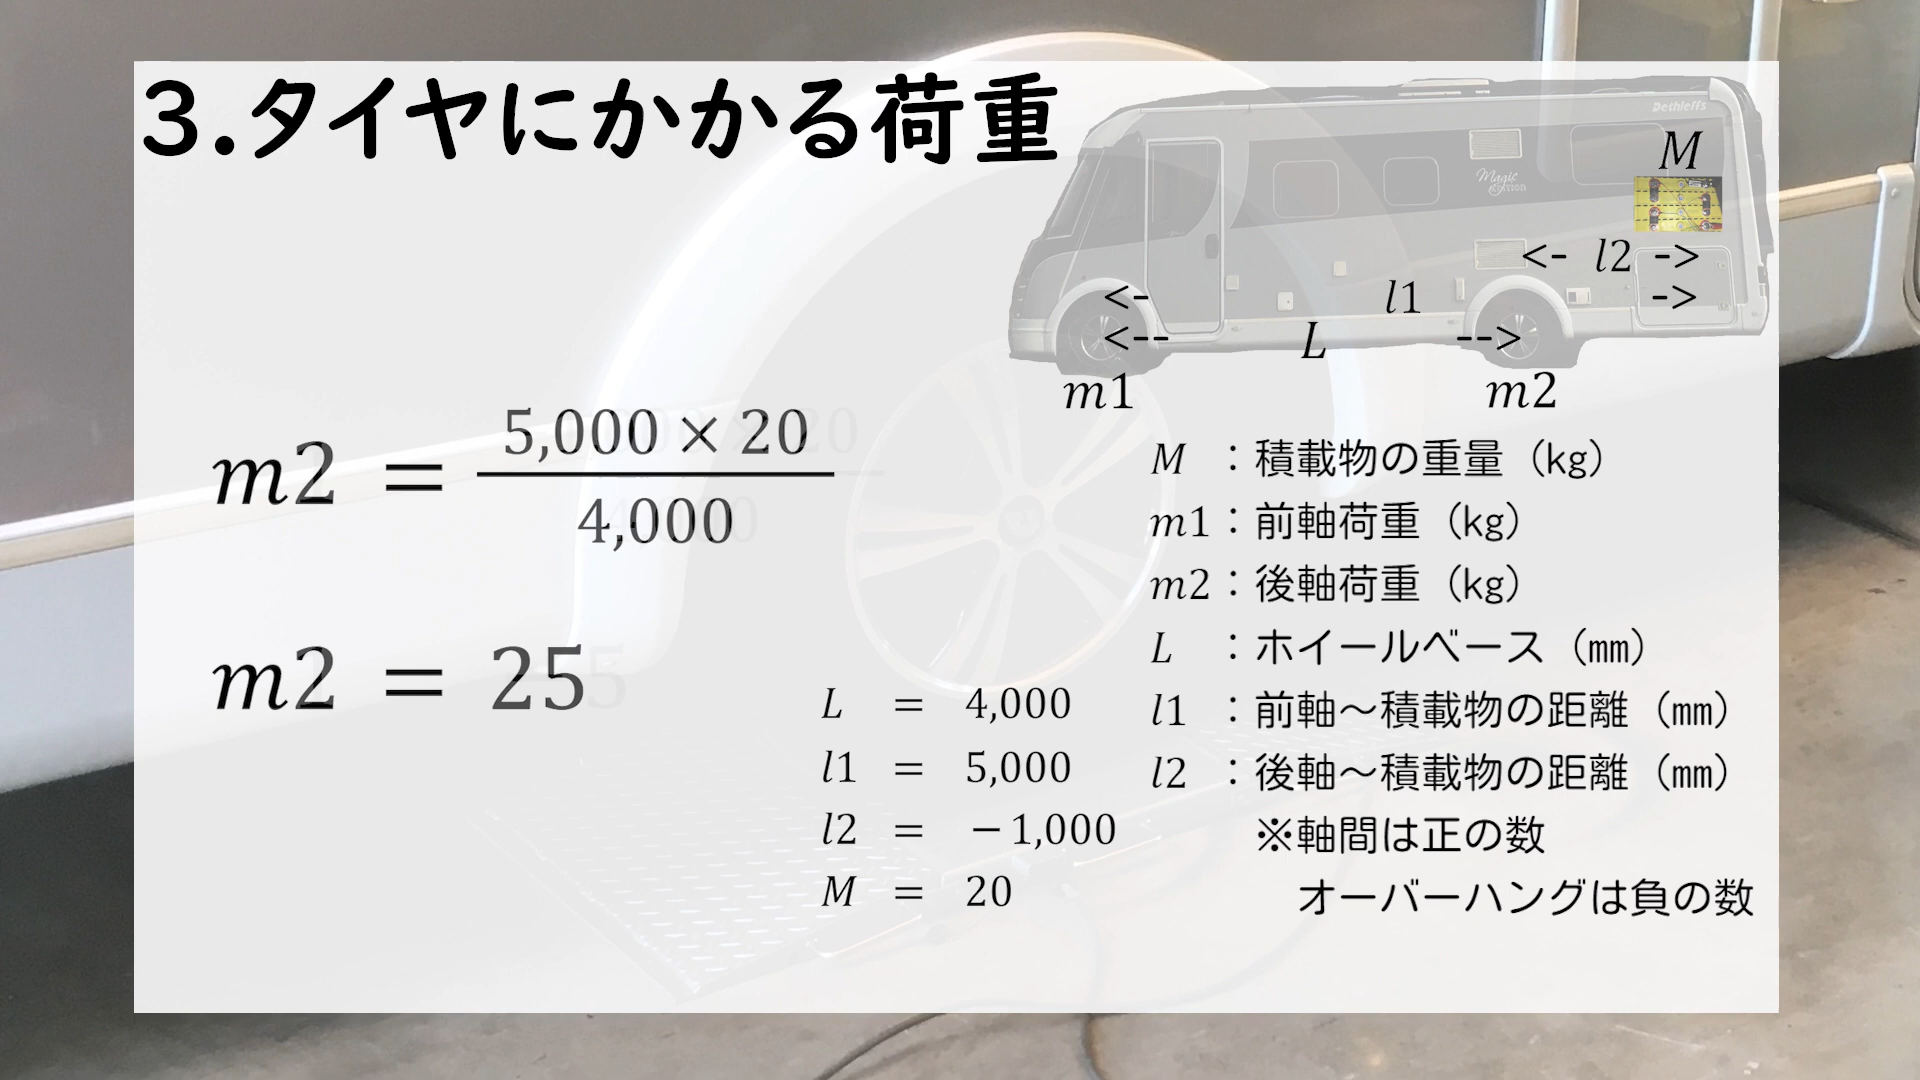 3.タイヤにかかる荷重
Dethleffs
M
Magic
Edition
<- l2 ->
<- l1 ->
<-- L -->
m1 m2
m2 = 5,000 × 20
4,000
m2 = 25
M ：積載物の重量（kg）
m1：前軸荷重（kg）
m2：後軸荷重（kg）
L ：ホイールベース（㎜）
l1 ：前軸～積載物の距離（㎜）
l2 ：後軸～積載物の距離（㎜）
※軸間は正の数
オーバーハングは負の数
L = 4,000
l1 = 5,000
l2 = －1,000
M = 20